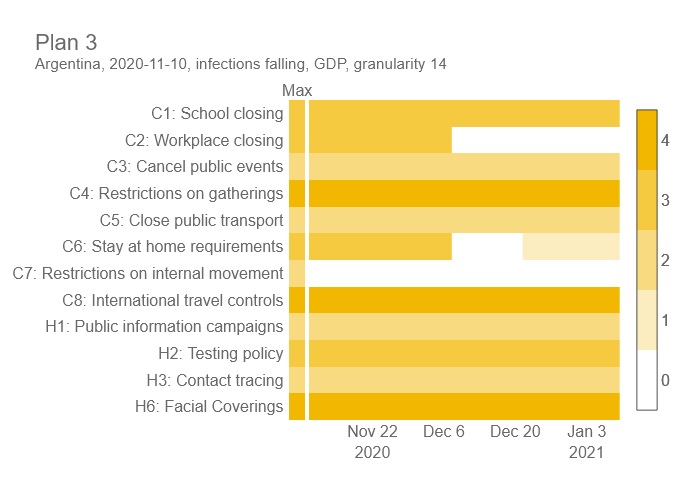 Plan 3
Argentina, 2020-11-10, infections falling, GDP, granularity 14
Max
C1: School closing
C2: Workplace closing
C3: Cancel public events
C4: Restrictions on gatherings
C5: Close public transport
C6: Stay at home requirements
C7: Restrictions on internal movement
C8: International travel controls
H1: Public information campaigns
H2: Testing policy
H3: Contact tracing
H6: Facial Coverings
Nov 22 Dec 6 Dec 20 Jan 3
2020 2021
4
3
2
1
0